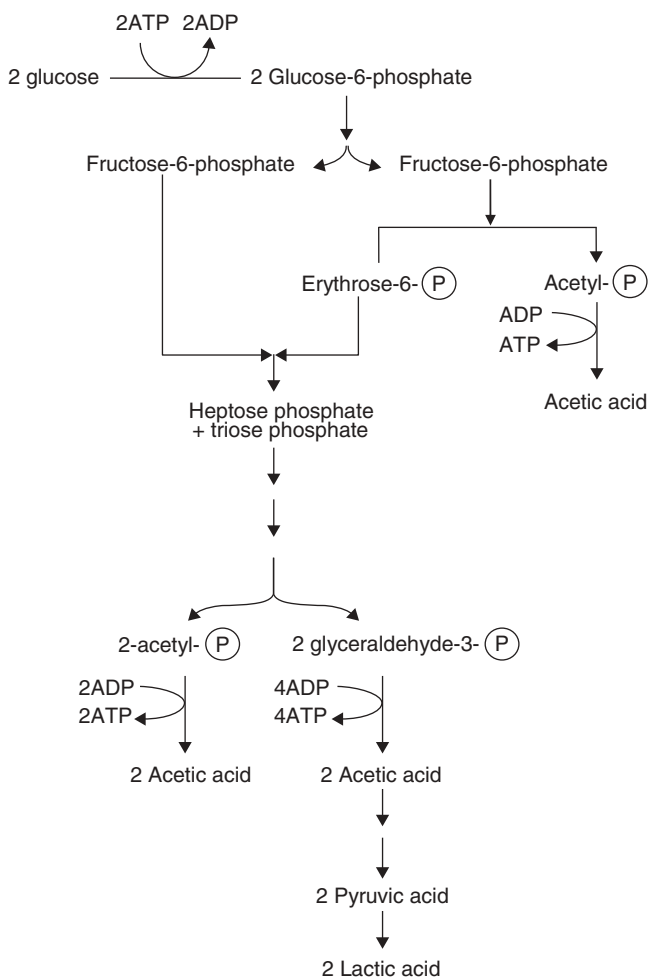 2ATP 2ADP
2 glucose 2 Glucose-6-phosphate
Fructose-6-phosphate Fructose-6-phosphate
Erythrose-6- P Acetyl- P
ADP
ATP
Acetic acid
Heptose phosphate
+ triose phosphate
2-acetyl- P 2 glyceraldehyde-3- P
2ADP 4ADP
2ATP 4ATP
2 Acetic acid 2 Acetic acid
2 Pyruvic acid
2 Lactic acid